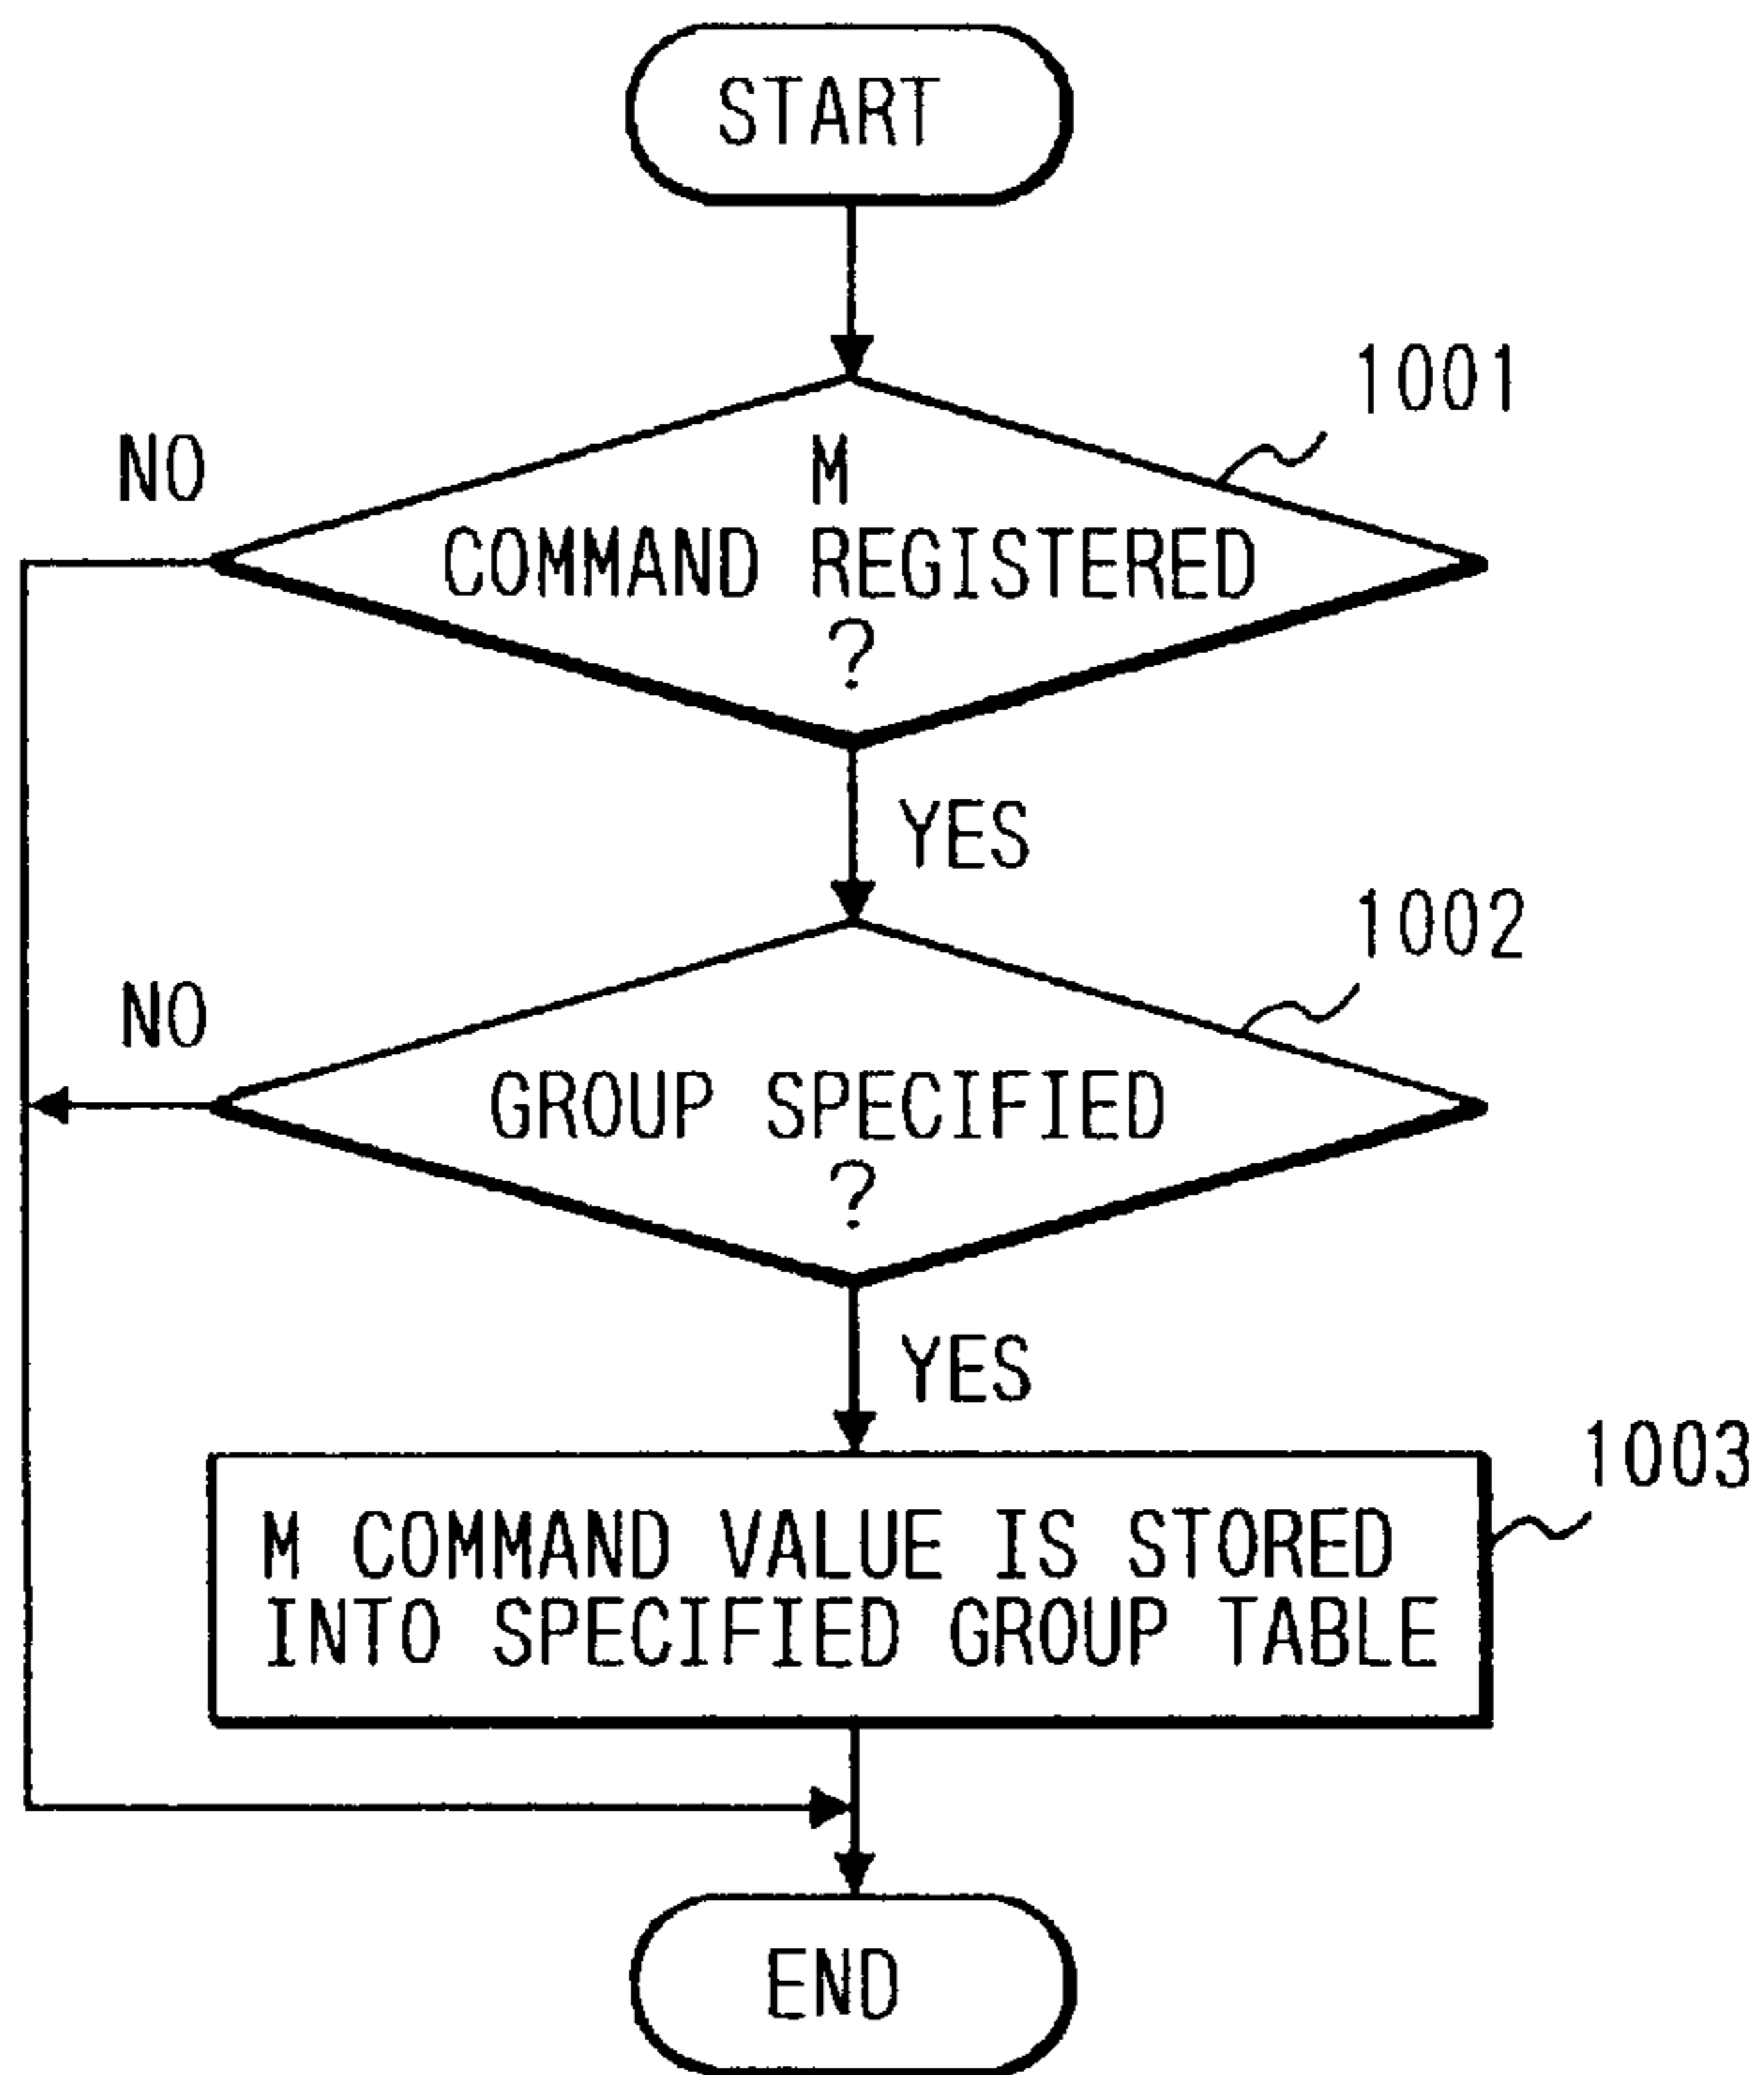 START
1001
NO
M
COMMAND REGISTERED
?
YES
1002
NO
GROUP SPECIFIED
?
YES
1003
M COMMAND VALUE IS STORED
INTO SPECIFIED GROUP TABLE
END